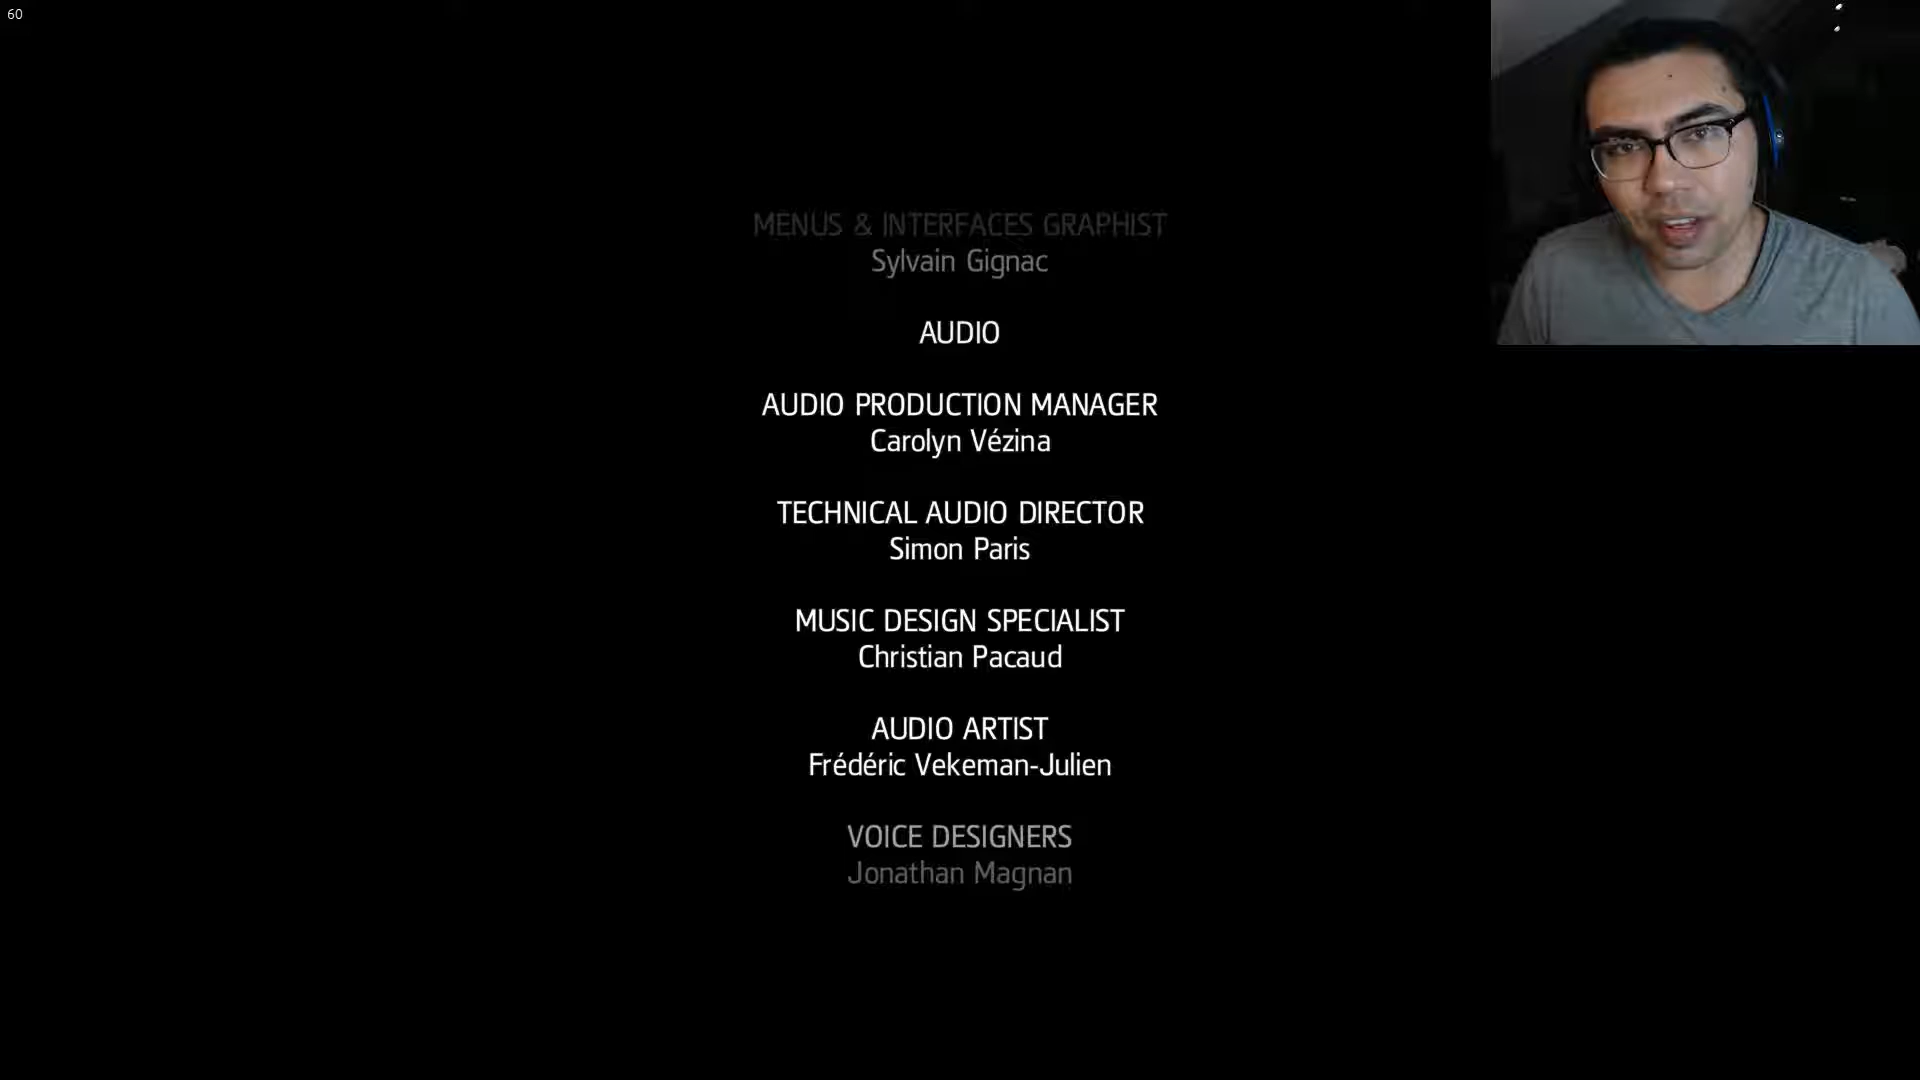 60
MENUS & INTERFACES GRAPHIST
Sylvain Gignac
AUDIO
AUDIO PRODUCTION MANAGER
Carolyn Vézina
TECHNICAL AUDIO DIRECTOR
Simon Paris
MUSIC DESIGN SPECIALIST
Christian Pacaud
AUDIO ARTIST
Frédéric Vekeman-Julien
VOICE DESIGNERS
Jonathan Magnan